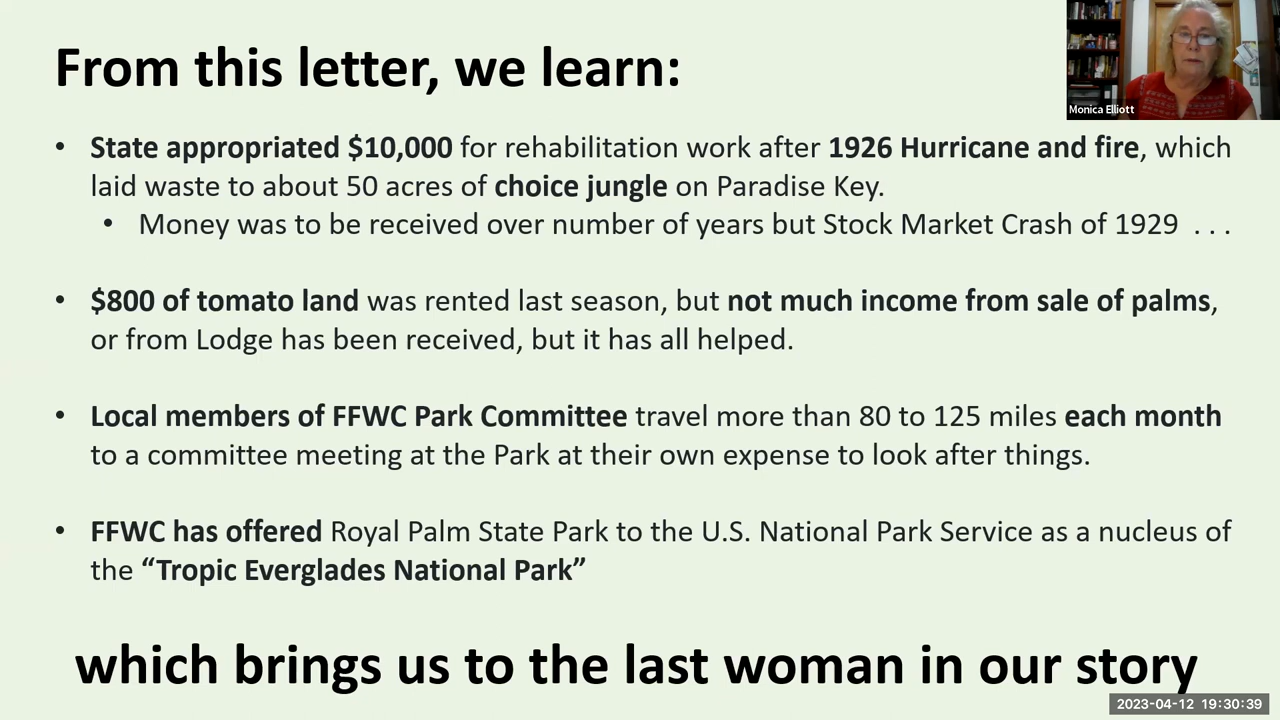 From this letter, we learn:
Monica Elliott
• State appropriated $10,000 for rehabilitation work after 1926 Hurricane and fire, which
laid waste to about 50 acres of choice jungle on Paradise Key.
• Money was to be received over number of years but Stock Market Crash of 1929 . . .
• $800 of tomato land was rented last season, but not much income from sale of palms,
or from Lodge has been received, but it has all helped.
• Local members of FFWC Park Committee travel more than 80 to 125 miles each month
to a committee meeting at the Park at their own expense to look after things.
• FFWC has offered Royal Palm State Park to the U.S. National Park Service as a nucleus of
the “Tropic Everglades National Park”
which brings us to the last woman in our story
2023-04-12 19:30:39